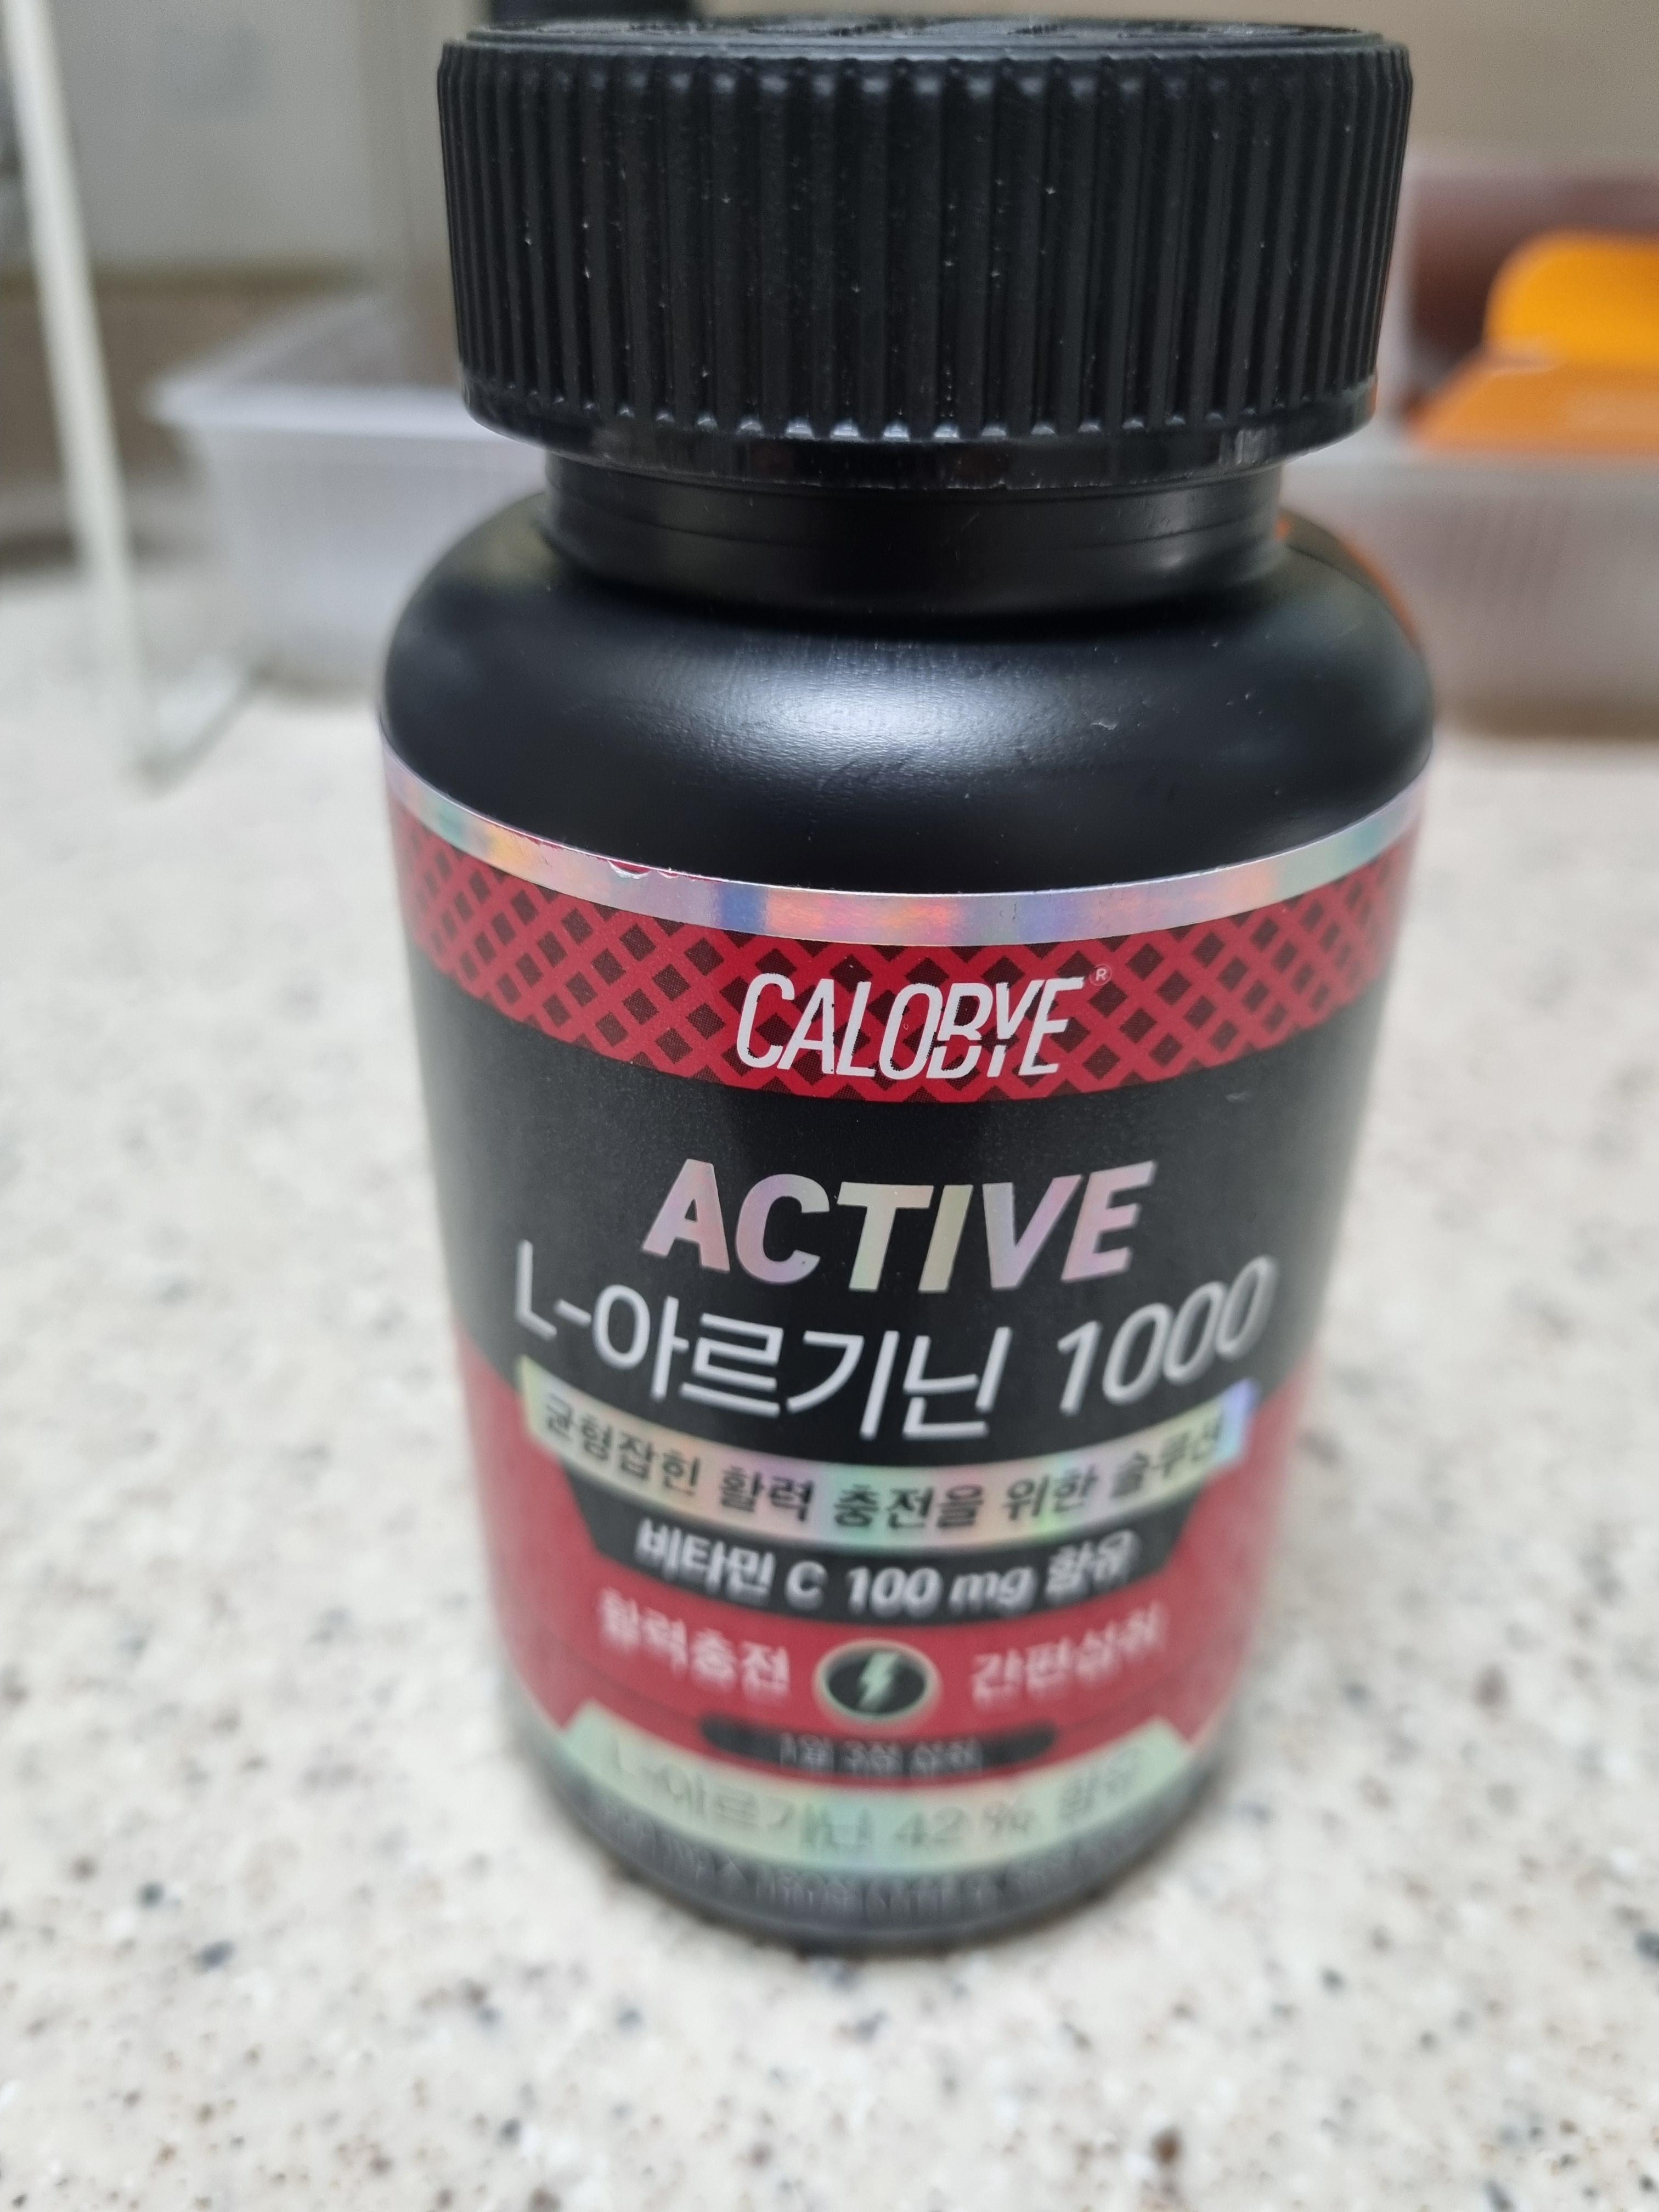 CALOBYE®
ACTIVE
L-아르기닌 1000
균형잡힌 활력 충전을 위한 솔루션
비타민 C 100 mg 함유
활력충전 간편섭취
1일 3정 섭취
L-아르기닌 42 % 함유